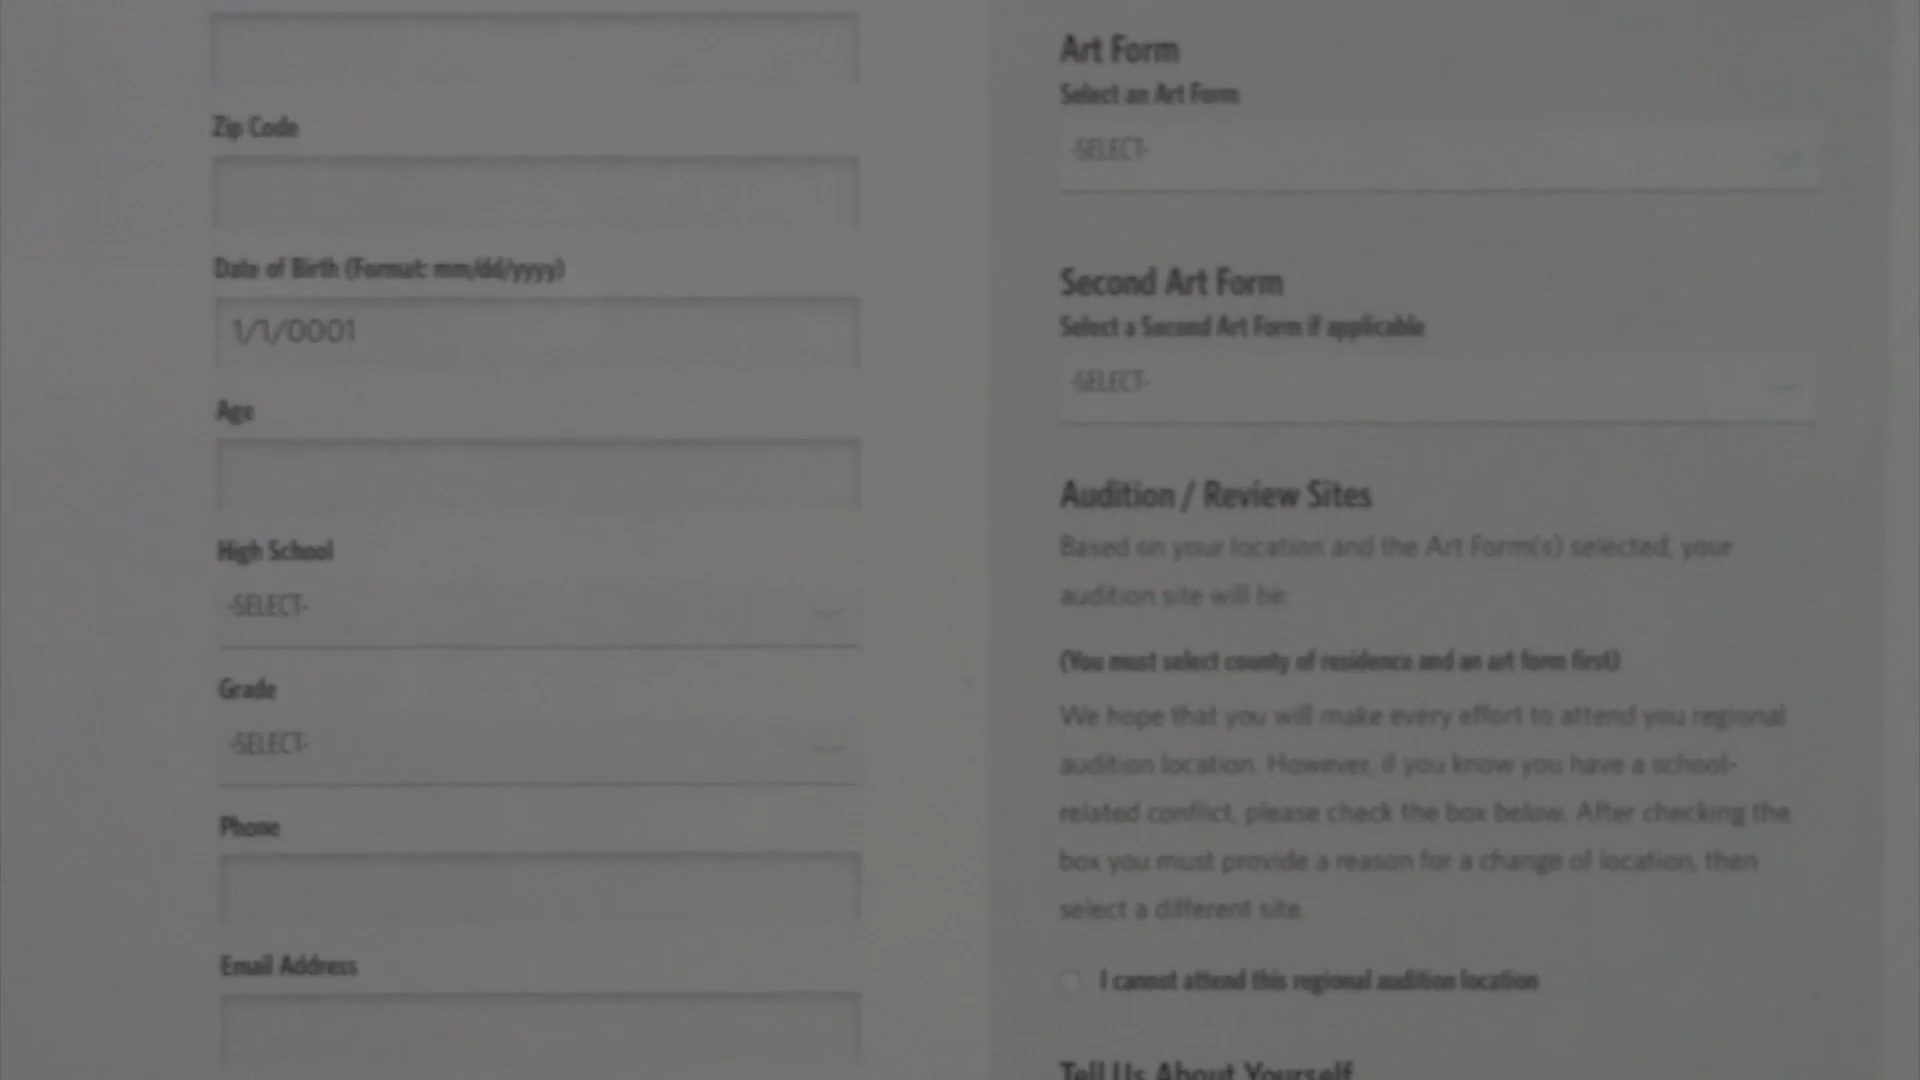 Zip Code
Date of Birth (Format: mm/dd/yyyy)
1/1/0001
Age
High School
-SELECT-
Grade
-SELECT-
Phone
Email Address
Art Form
Select an Art Form
-SELECT-
Second Art Form
Select a Second Art Form if applicable
-SELECT-
Audition / Review Sites
Based on your location and the Art Form(s) selected, your
audition site will be:
(You must select county of residence and an art form first)
We hope that you will make every effort to attend you regional
audition location. However, if you know you have a school-
related conflict, please check the box below. After checking the
box you must provide a reason for a change of location, then
select a different site.
I cannot attend this regional audition location
Tell Us About Yourself